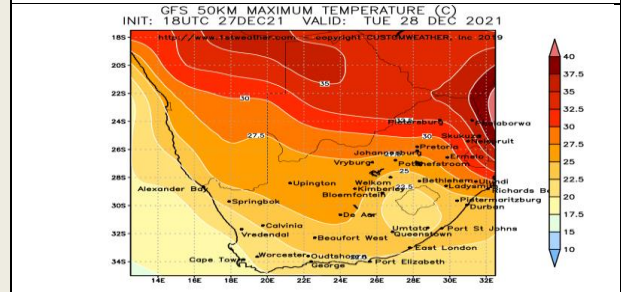 GFS 50KM MAXIMUM TEMPERATURE (C)
INIT: 18UTC 27DEC21 VALID: TUE 28 DEC 2021
http://www.1stweather.com © copyright CUSTOMWEATHER, Inc 2019
18S
20S
22S
24S
26S
28S
30S
32S
34S
14E 16E 18E 20E 22E 24E 26E 28E 30E 32E
35
30
27.5
30
25
Pietersburg
Phalaborwa
Skukuza
Nelspruit
Pretoria
Johannesburg
Ermelo
Vryburg
Potchefstroom
Welkom
Bethlehem
Ulundi
Upington
Kimberley
Ladysmith
Richards B
Alexander Bay
Bloemfontein
Springbok
Pietermaritzburg
Durban
De Aar
Calvinia
Umtata
Port St Johns
Vredendal
Beaufort West
Queenstown
East London
Worcester
Oudtshoorn
Cape Town
George
Port Elizabeth
40
37.5
35
32.5
30
27.5
25
22.5
20
17.5
15
10